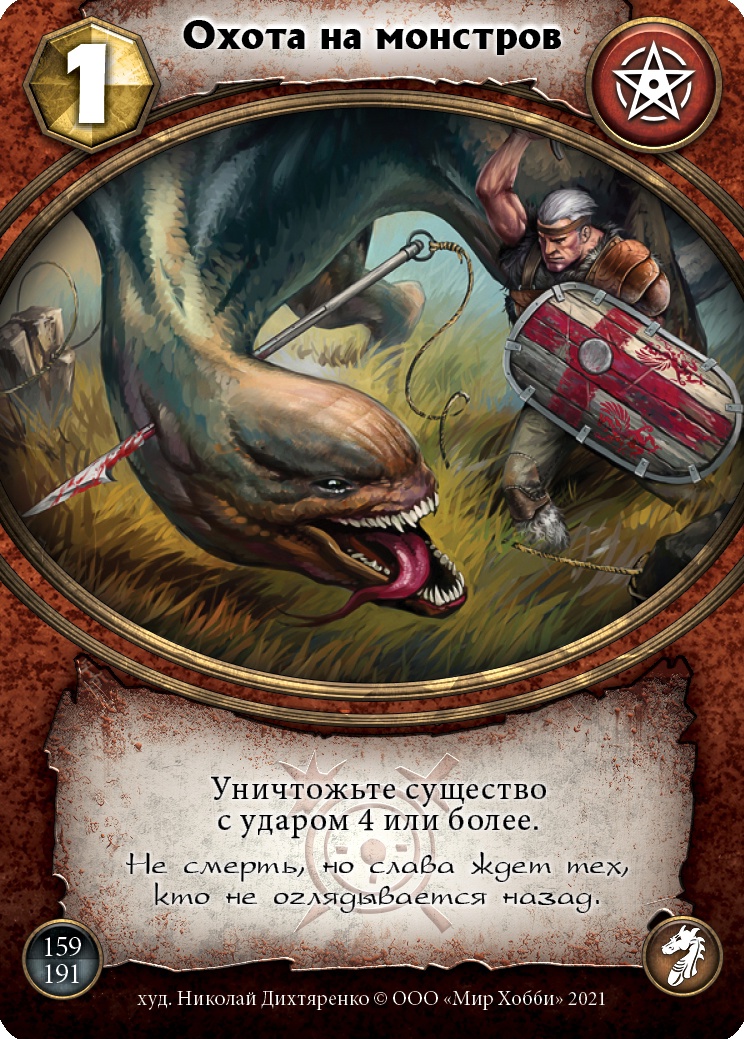 1
Охота на монстров
Уничтожьте существо
с ударом 4 или более.
Не смерть, но слава ждет тех,
кто не оглядывается назад.
159
191
худ. Николай Дихтяренко © ООО «Мир Хобби» 2021